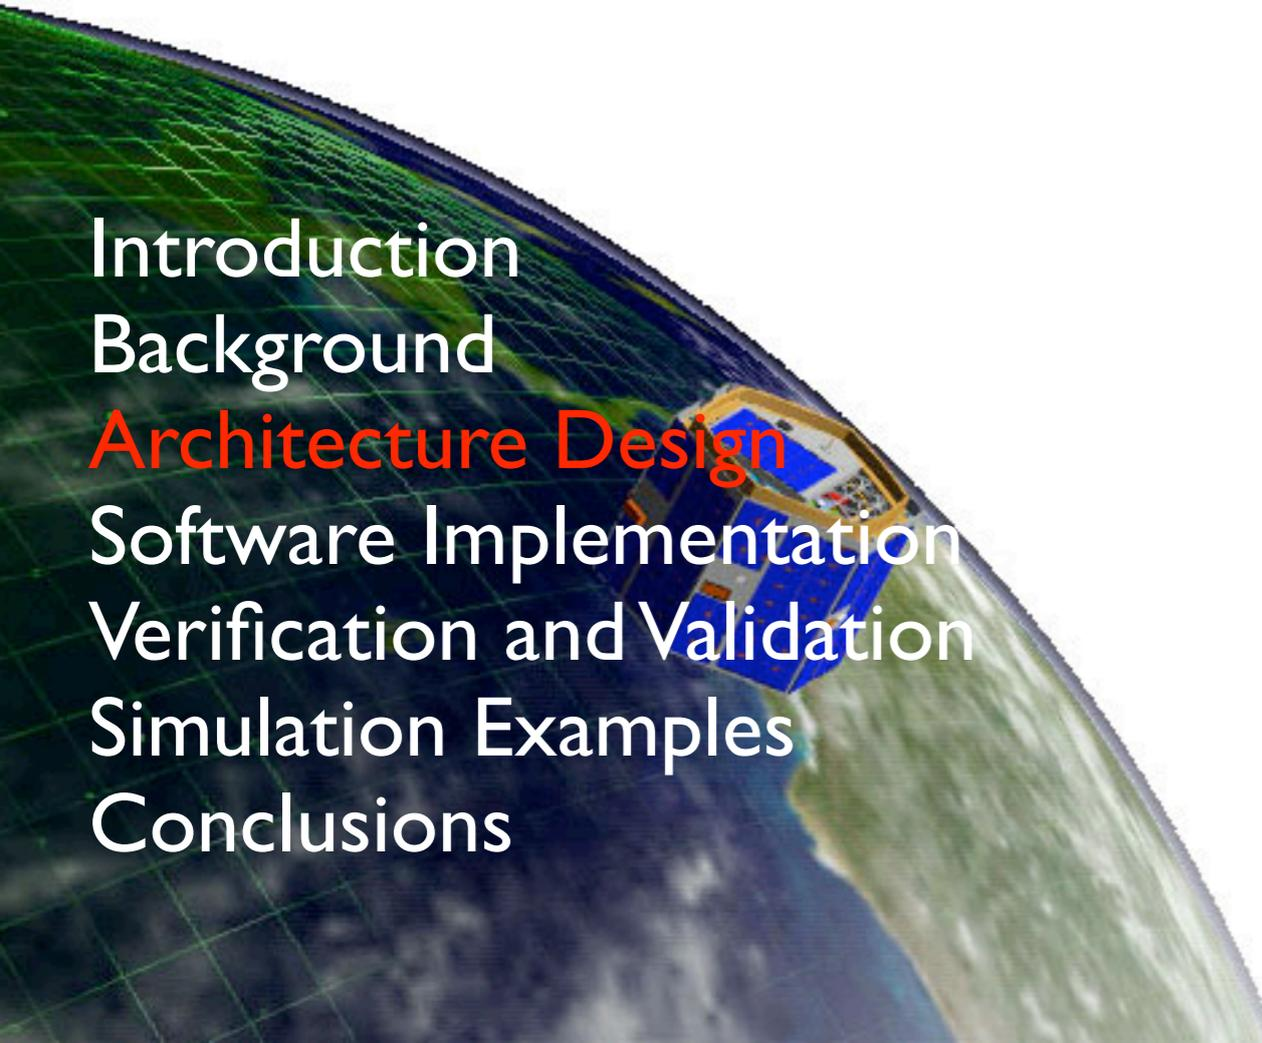 Introduction
Background
Architecture Design
Software Implementation
Verification and Validation
Simulation Examples
Conclusions